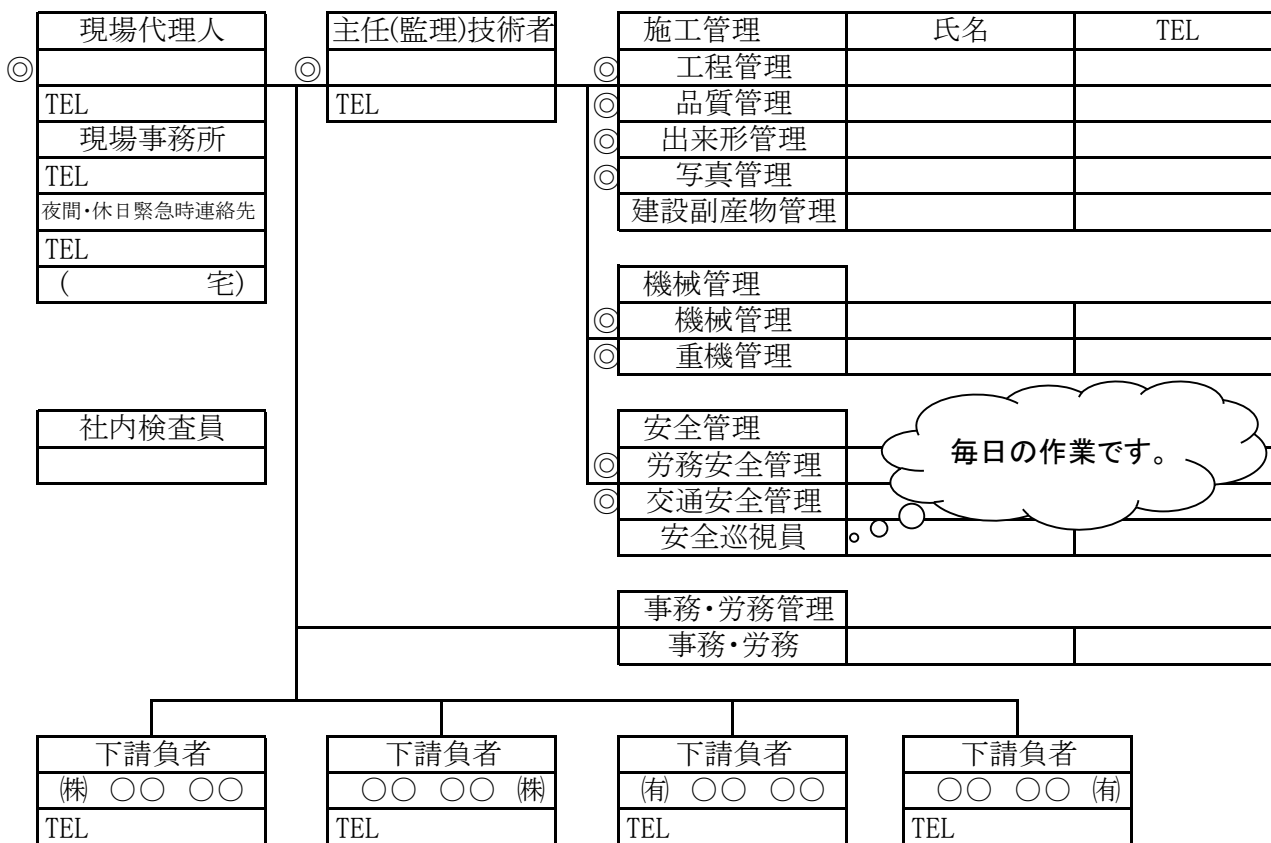 現場代理人 主任(監理)技術者 施工管理 氏名 TEL
◎ ◎ ◎ 工程管理
TEL TEL ◎ 品質管理
現場事務所 ◎ 出来形管理
TEL ◎ 写真管理
夜間・休日緊急時連絡先 建設副産物管理
TEL
( 宅) 機械管理
◎ 機械管理
◎ 重機管理
社内検査員 安全管理
毎日の作業です。
◎ 労務安全管理
◎ 交通安全管理
安全巡視員
事務・労務管理
事務・労務
下請負者 下請負者 下請負者 下請負者
㈱ ○○ ○○ ○○ ○○ ㈱ ㈲ ○○ ○○ ○○ ○○ ㈲
TEL TEL TEL TEL